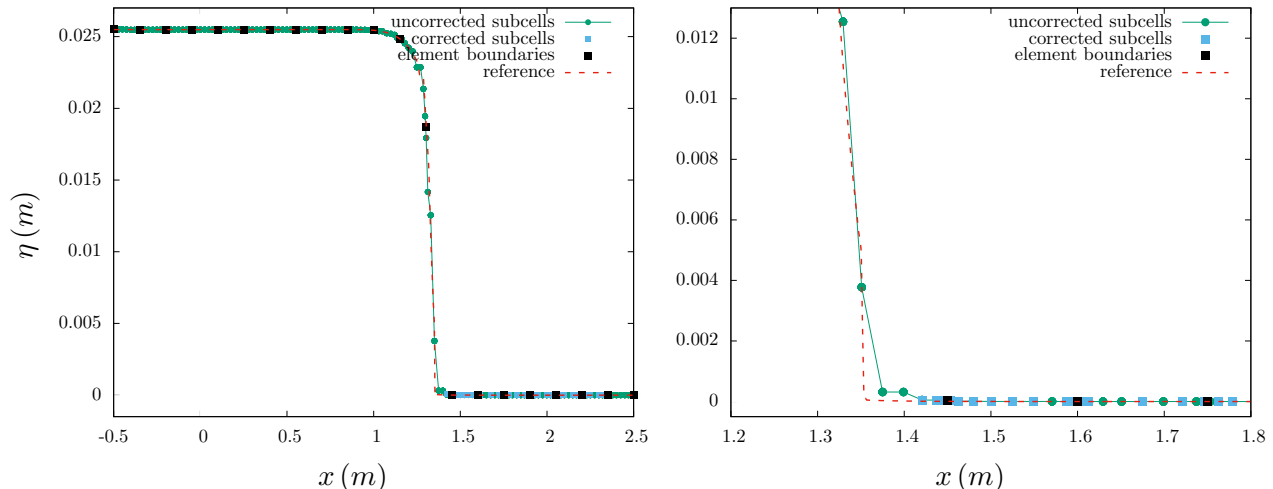 uncorrected subcells
corrected subcells
element boundaries
reference
0.025
0.02
0.015
0.01
0.005
0
-0.5
0
0.5
1
1.5
2
2.5
x (m)
η (m)
uncorrected subcells
corrected subcells
element boundaries
reference
0.012
0.01
0.008
0.006
0.004
0.002
0
1.2
1.3
1.4
1.5
1.6
1.7
1.8
x (m)